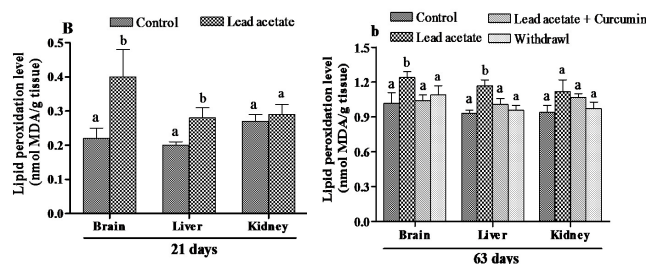 B
Control
Lead acetate
Lipid peroxidation level
(nmol MDA/g tissue)
0.5
0.4
0.3
0.2
0.1
0.0
a b a b a a
Brain Liver Kidney
21 days
b
Control
Lead acetate
Lead acetate + Curcumin
Withdrawl
Lipid peroxidation level
(nmol MDA/g tissue)
1.5
1.2
0.9
1.2
0.3
0.0
a b a a a b a a a a a a
Brain Liver Kidney
63 days